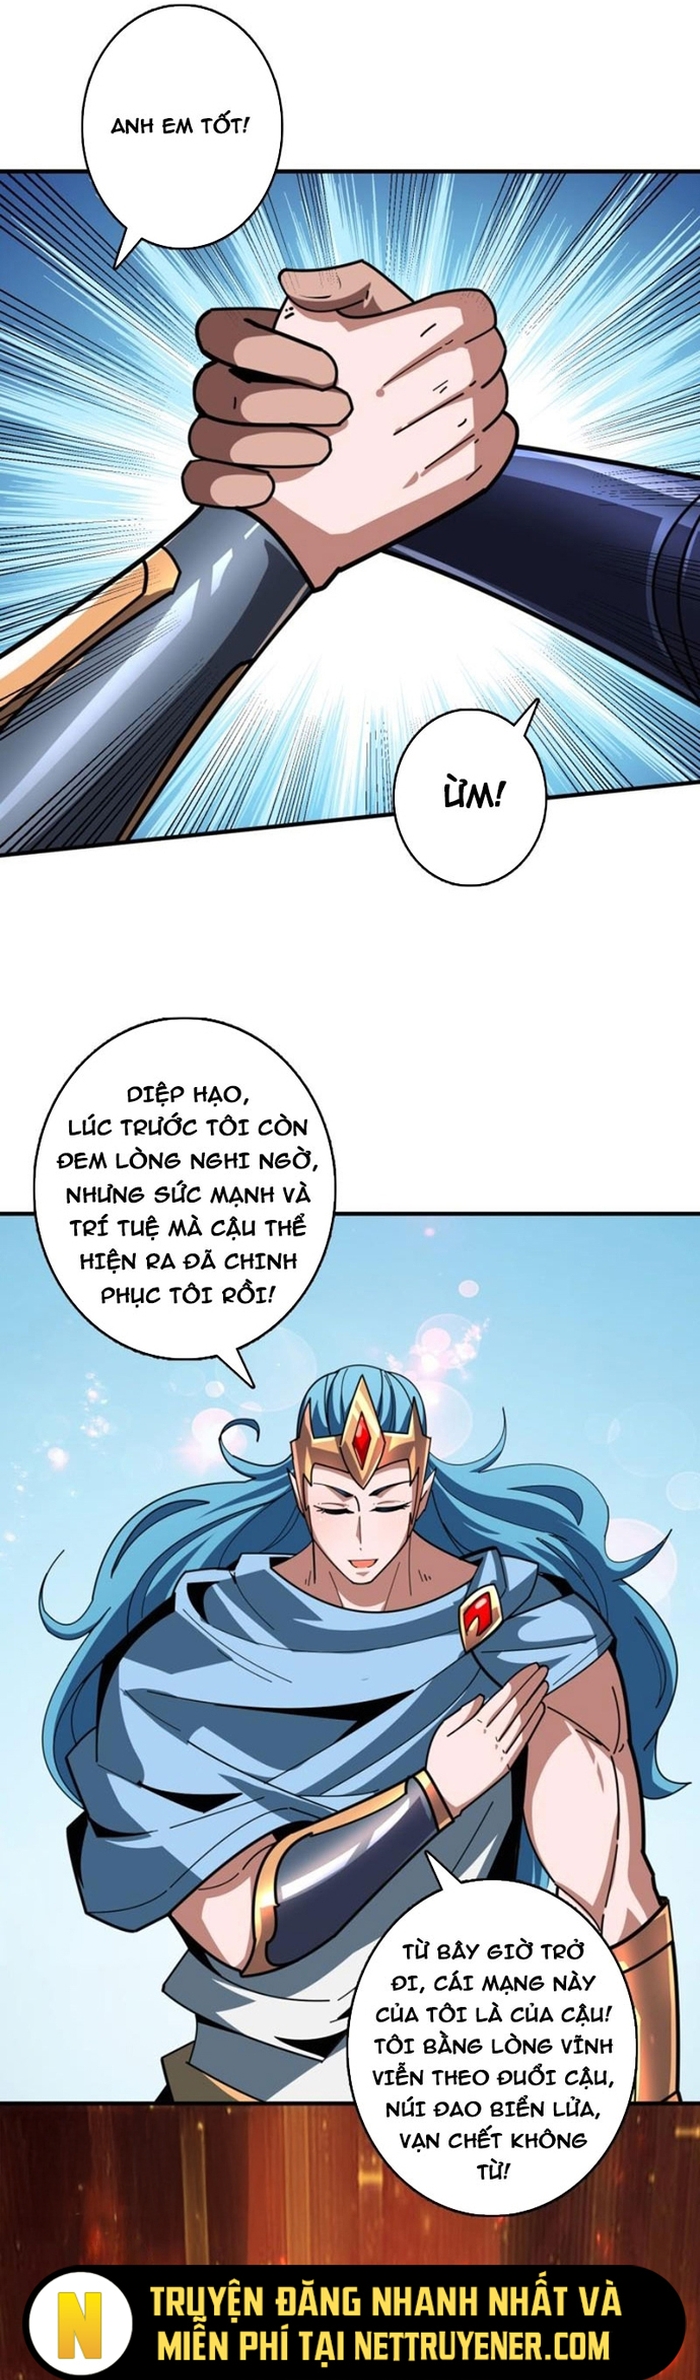 ANH EM TỐT!
ỪM!
DIỆP HẠO,
LÚC TRƯỚC TÔI CÒN
ĐEM LÒNG NGHI NGỜ,
NHƯNG SỨC MẠNH VÀ
TRÍ TUỆ MÀ CẬU THỂ
HIỆN RA ĐÃ CHINH
PHỤC TÔI RỒI!
TỪ BÂY GIỜ TRỞ
ĐI, CÁI MẠNG NÀY
CỦA TÔI LÀ CỦA CẬU!
TÔI BẰNG LÒNG VĨNH
VIỄN THEO ĐUỔI CẬU,
NÚI ĐAO BIỂN LỬA,
VẠN CHẾT KHÔNG
TỪ!
N
TRUYỆN ĐĂNG NHANH NHẤT VÀ
MIỄN PHÍ TẠI NETTRUYENER.COM